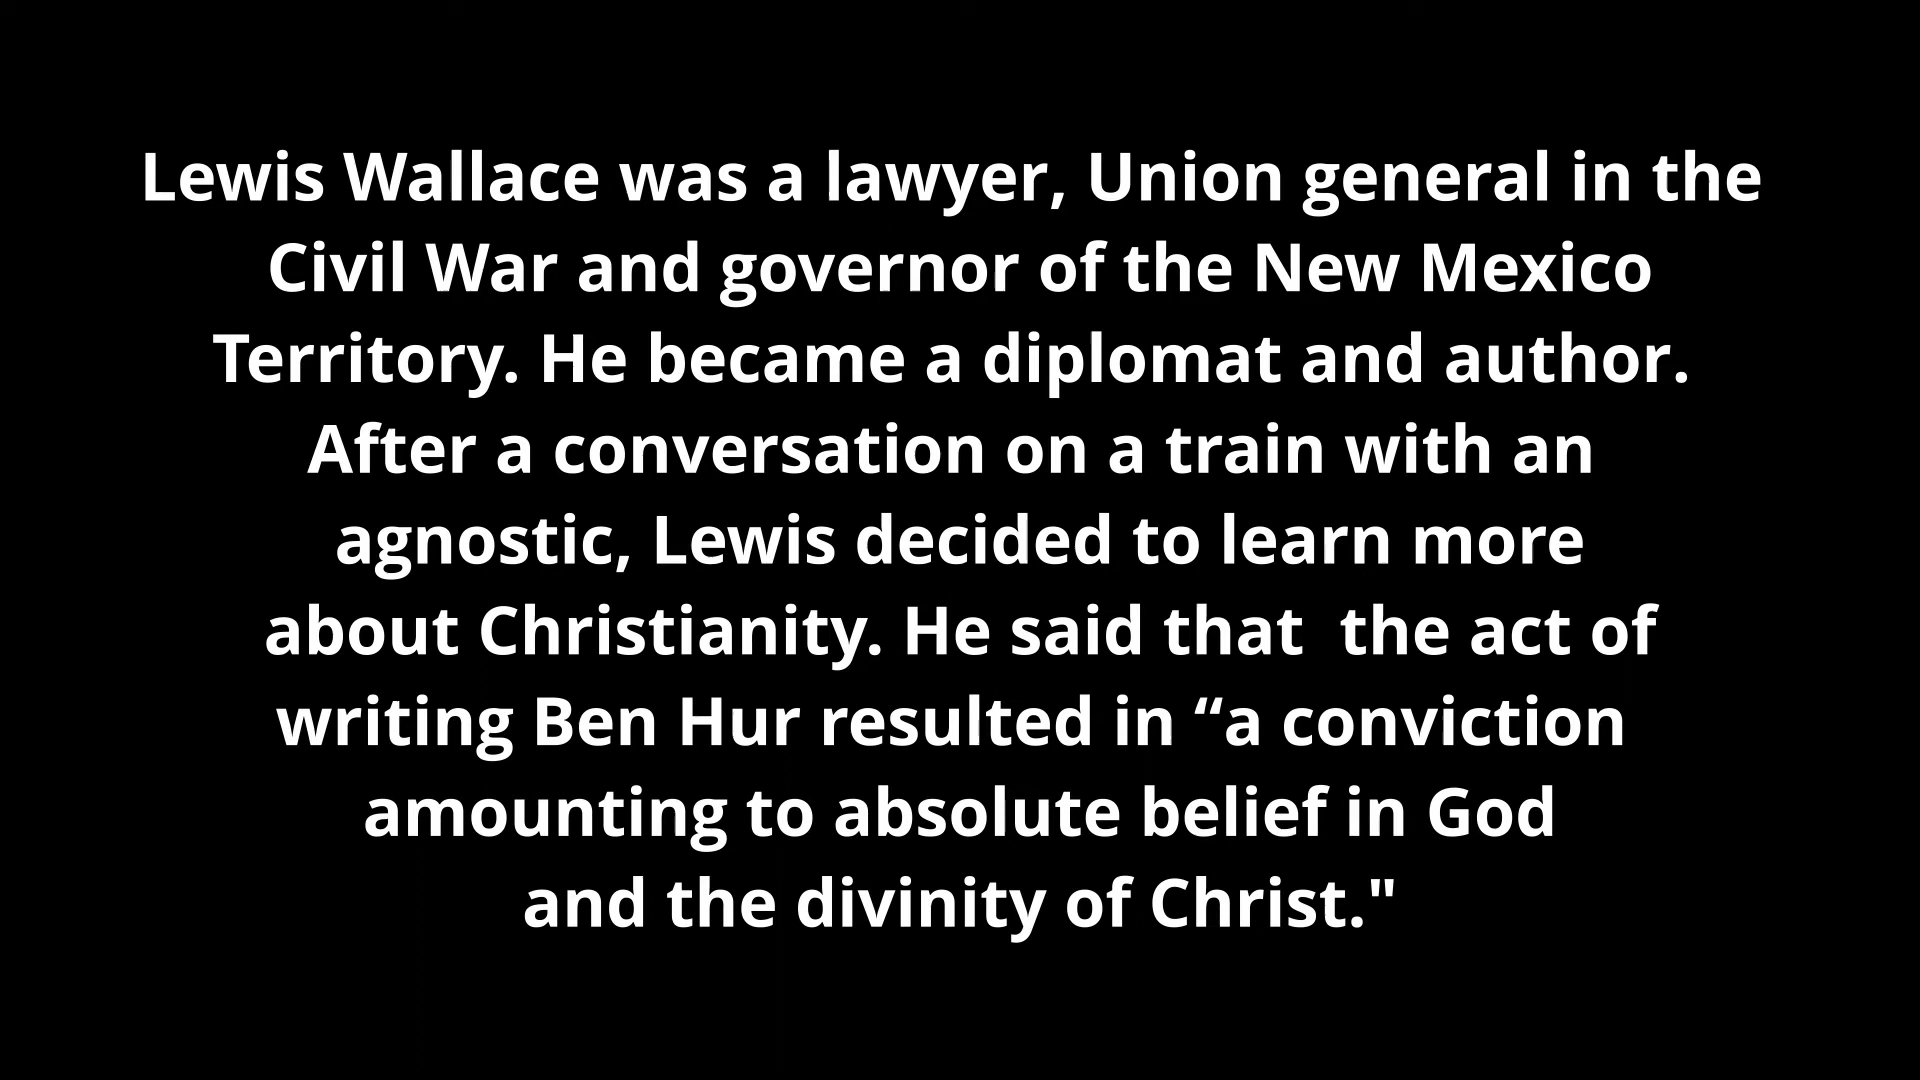 Lewis Wallace was a lawyer, Union general in the
Civil War and governor of the New Mexico
Territory. He became a diplomat and author.
After a conversation on a train with an
agnostic, Lewis decided to learn more
about Christianity. He said that  the act of
writing Ben Hur resulted in “a conviction
amounting to absolute belief in God
and the divinity of Christ."